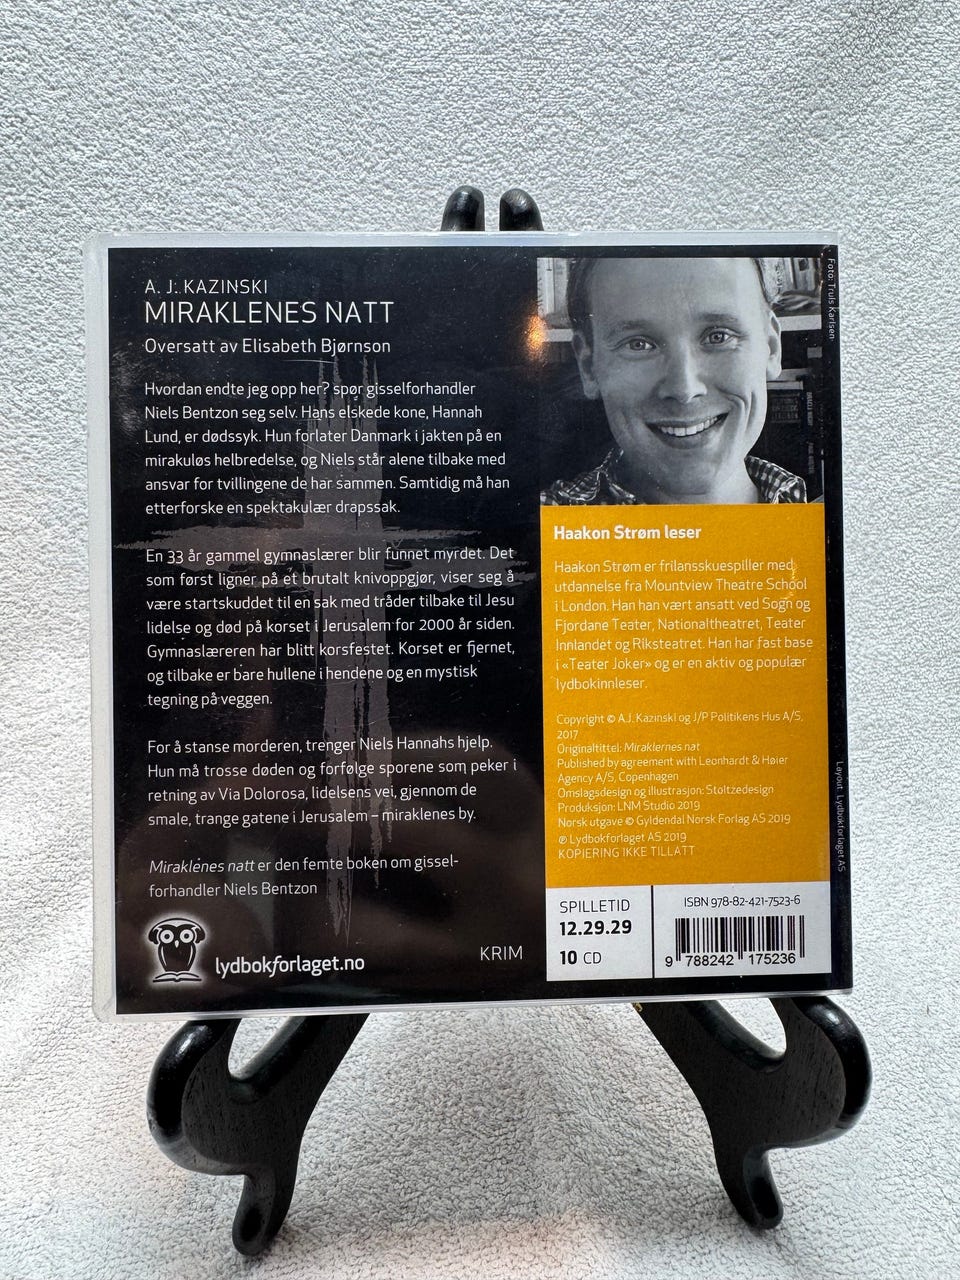 A. J. KAZINSKI
MIRAKLENES NATT
Oversatt av Elisabeth Bjørnson
Hvordan endte jeg opp her? spør gisselforhandler
Niels Bentzon seg selv. Hans elskede kone, Hannah
Lund, er dødssyk. Hun forlater Danmark i jakten på en
mirakuløs helbredelse, og Niels står alene tilbake med
ansvar for tvillingene de har sammen. Samtidig må han
etterforske en spektakulær drapssak.
En 33 år gammel gymnaslærer blir funnet myrdet. Det
som først ligner på et brutalt knivoppgjør, viser seg å
være startskuddet til en sak med tråder tilbake til Jesu
lidelse og død på korset i Jerusalem for 2000 år siden.
Gymnaslæreren har blitt korsfestet. Korset er fjernet,
og tilbake er bare hullene i hendene og en mystisk
tegning på veggen.
For å stanse morderen, trenger Niels Hannahs hjelp.
Hun må trosse døden og forfølge sporene som peker i
retning av Via Dolorosa, lidelsens vei, gjennom de
smale, trange gatene i Jerusalem – miraklenes by.
Miraklenes natt er den femte boken om gissel-
forhandler Niels Bentzon
lydbokforlaget.no
KRIM
Foto: Truls Karlsen
Haakon Strøm leser
Haakon Strøm er frilansskuespiller med
utdannelse fra Mountview Theatre School
i London. Han han vært ansatt ved Sogn og
Fjordane Teater, Nationaltheatret, Teater
Innlandet og Riksteatret. Han har fast base
i «Teater Joker» og er en aktiv og populær
lydbokinnleser.
Copyright © A.J. Kazinski og J/P Politikens Hus A/S,
2017
Originaltittel: Miraklernes nat
Published by agreement with Leonhardt & Høier
Agency A/S, Copenhagen
Omslagsdesign og illustrasjon: Stoltzedesign
Produksjon: LNM Studio 2019
Norsk utgave © Gyldendal Norsk Forlag AS 2019
℗ Lydbokforlaget AS 2019
KOPIERING IKKE TILLATT
Layout: Lydbokforlaget AS
SPILLETID
12.29.29
10 CD
ISBN 978-82-421-7523-6
9 788242 175236